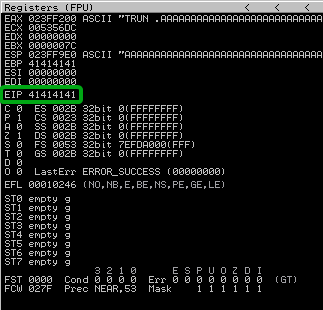 Registers (FPU) < < <
EAX 023FF200 ASCII "TRUN .AAAAAAAAAAAAAAAAAAAAAAAAAAA
ECX 005356DC
EDX 00000000
EBX 0000007C
ESP 023FF9E0 ASCII "AAAAAAAAAAAAAAAAAAAAAAAAAAAAAAAAA
EBP 41414141
ESI 00000000
EDI 00000000
EIP 41414141
C 0 ES 002B 32bit 0(FFFFFFFF)
P 1 CS 0023 32bit 0(FFFFFFFF)
A 0 SS 002B 32bit 0(FFFFFFFF)
Z 1 DS 002B 32bit 0(FFFFFFFF)
S 0 FS 0053 32bit 7EFDA000(FFF)
T 0 GS 002B 32bit 0(FFFFFFFF)
D 0
O 0 LastErr ERROR_SUCCESS (00000000)
EFL 00010246 (NO,NB,E,BE,NS,PE,GE,LE)
ST0 empty g
ST1 empty g
ST2 empty g
ST3 empty g
ST4 empty g
ST5 empty g
ST6 empty g
ST7 empty g
3 2 1 0 E S P U O Z D I
FST 0000 Cond 0 0 0 0 Err 0 0 0 0 0 0 0 0 (GT)
FCW 027F Prec NEAR,53 Mask 1 1 1 1 1 1